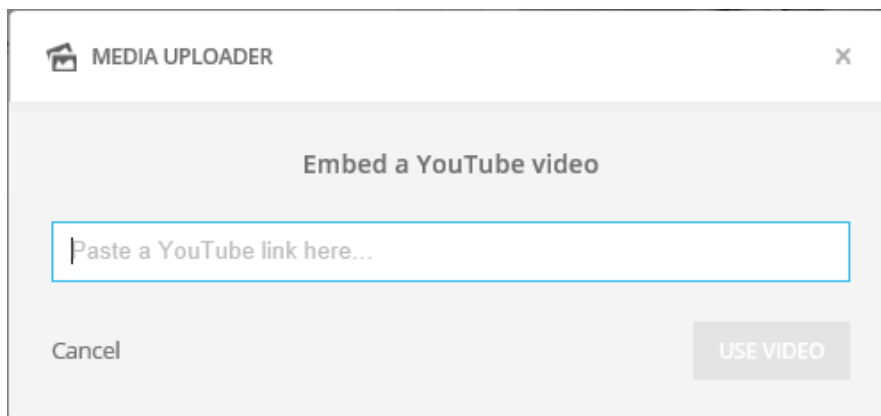 MEDIA UPLOADER
Embed a YouTube video
Paste a YouTube link here...
Cancel
USE VIDEO